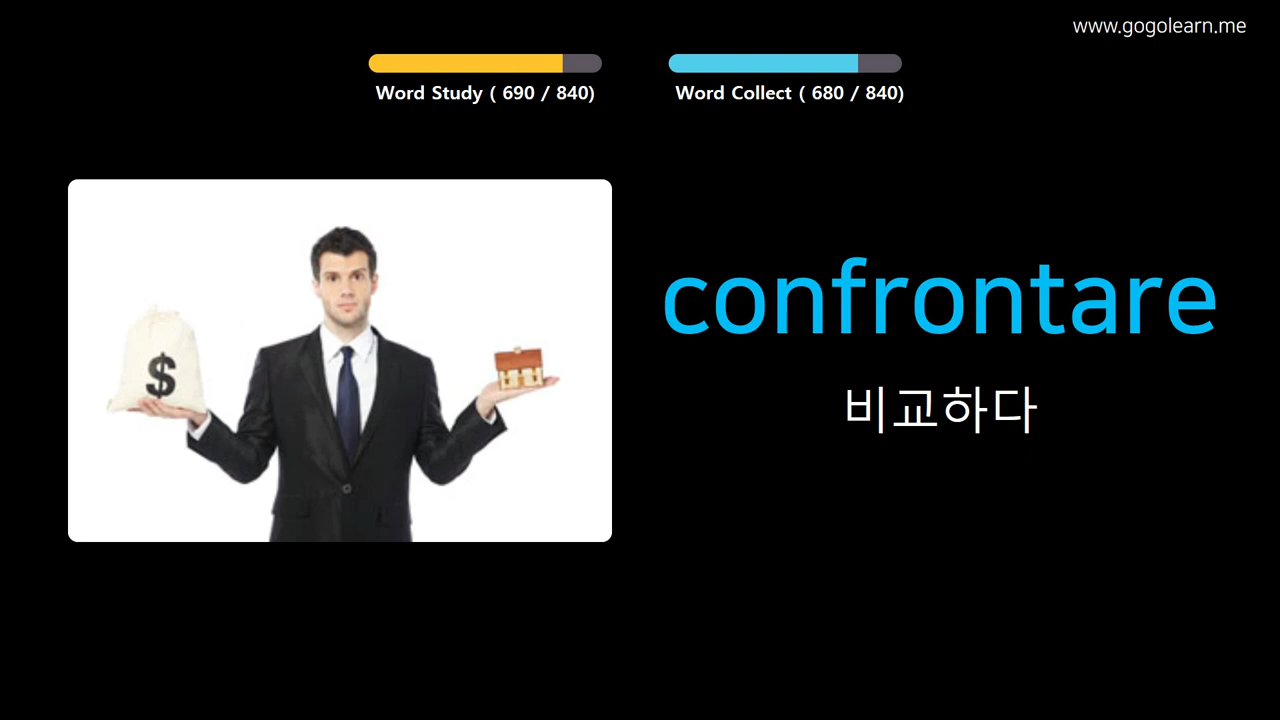 www.gogolearn.me
Word Study ( 690 / 840)
Word Collect ( 680 / 840)
$
confrontare
비교하다